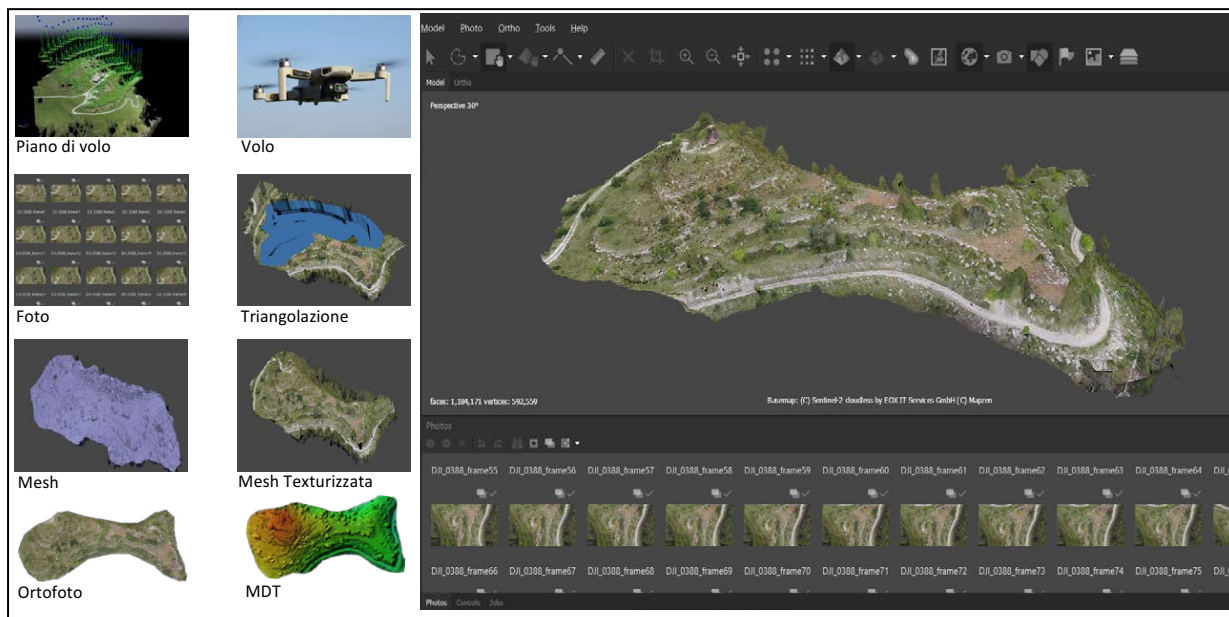 Piano di volo
Volo
Foto
Triangolazione
Mesh
Mesh Texturizzata
Ortofoto
MDT
Model Photo Ortho Tools Help
Model Ortho
Perspective 30°
faces: 1,184,171 vertices: 592,559
Basemap: (C) Sentinel-2 cloudless by EOX IT Services GmbH (C) Mapzen
Photos
DJI_0388_frame55 DJI_0388_frame56 DJI_0388_frame57 DJI_0388_frame58 DJI_0388_frame59 DJI_0388_frame60 DJI_0388_frame61 DJI_0388_frame62 DJI_0388_frame63 DJI_0388_frame64
DJI_0388_frame66 DJI_0388_frame67 DJI_0388_frame68 DJI_0388_frame69 DJI_0388_frame70 DJI_0388_frame71 DJI_0388_frame72 DJI_0388_frame73 DJI_0388_frame74 DJI_0388_frame75
Photos Console Jobs